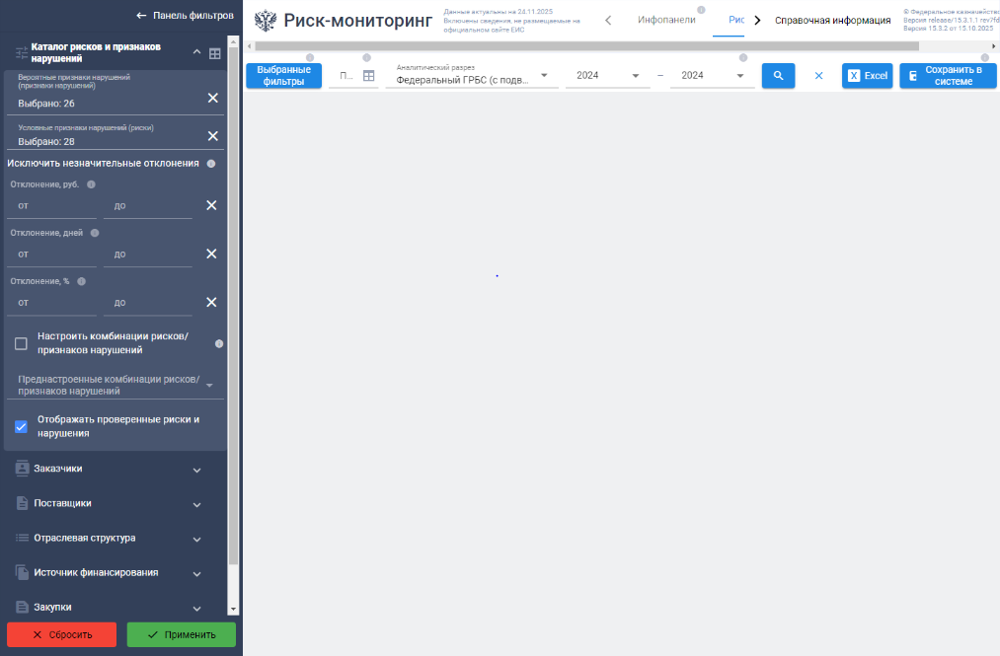 Панель фильтров
Каталог рисков и признаков
нарушений
Вероятные признаки нарушений
(признаки нарушений)
Выбрано: 26
Условные признаки нарушений (риски)
Выбрано: 28
Исключить незначительные отклонения
Отклонение, руб.
от
до
Отклонение, дней
от
до
Отклонение, %
от
до
Настроить комбинации рисков/
признаков нарушений
Преднастроенные комбинации рисков/
признаков нарушений
Отображать проверенные риски и
нарушения
Заказчики
Поставщики
Отраслевая структура
Источник финансирования
Закупки
Сбросить
Применить
Риск-мониторинг
Данные актуальны на 24.11.2025
Включены сведения, не размещаемые на
официальном сайте ЕИС
Инфопанели
Рис
Справочная информация
© Федеральное казначейство
Версия release/15.3.1.1 rev7fd
Версия 15.3.2 от 15.10.2025
Выбранные
фильтры
П...
Аналитический разрез
Федеральный ГРБС (с подв...
2024
–
2024
Excel
Сохранить в
системе